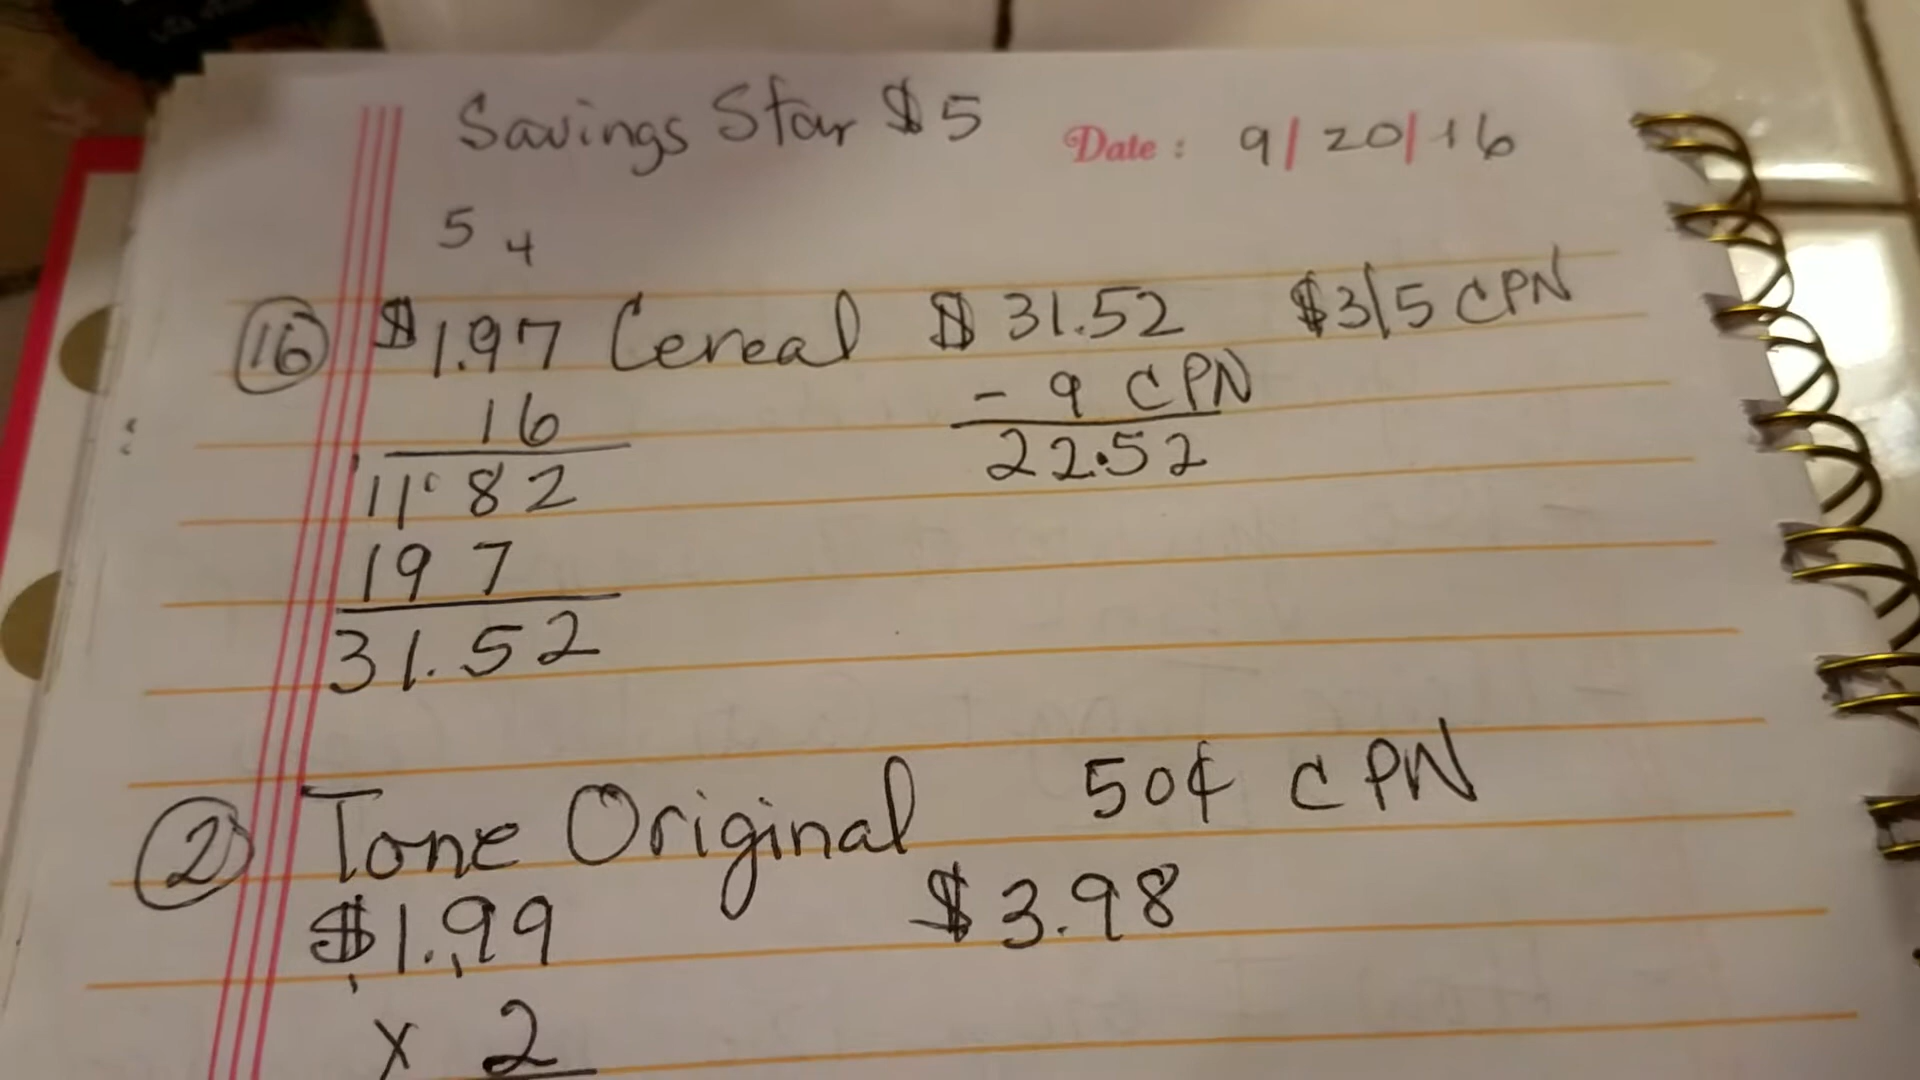 Savings Star $5 Date: 9/20/16
5 4
16 $1.97 Cereal $31.52 $3/5 CPN
16 - 9 CPN
11.82 22.52
197
31.52
2 Tone Original 50¢ CPN
$1.99 $3.98
x 2